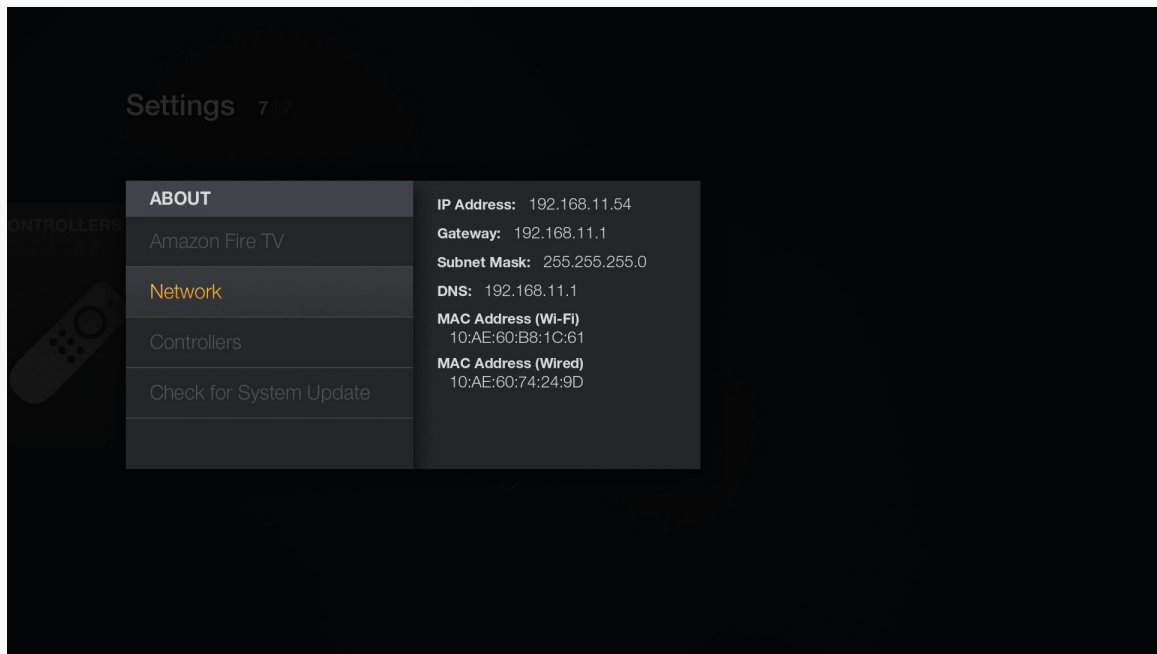 Settings 7 | 7
ONTROLLERS
ABOUT
Amazon Fire TV
Network
Controllers
Check for System Update
IP Address: 192.168.11.54
Gateway: 192.168.11.1
Subnet Mask: 255.255.255.0
DNS: 192.168.11.1
MAC Address (Wi-Fi)
10:AE:60:B8:1C:61
MAC Address (Wired)
10:AE:60:74:24:9D